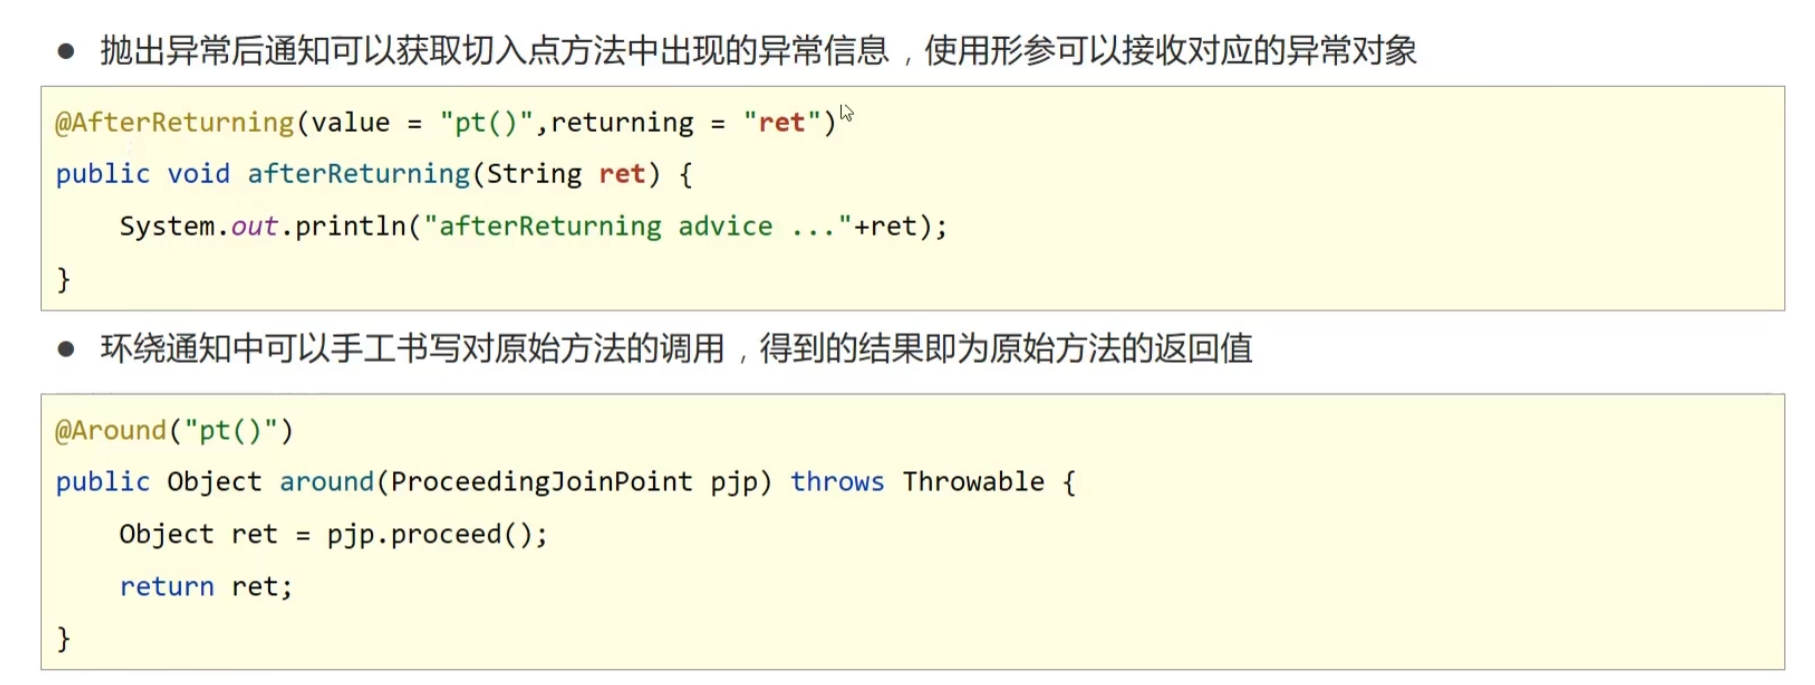 ● 抛出异常后通知可以获取切入点方法中出现的异常信息，使用形参可以接收对应的异常对象
@AfterReturning(value = "pt()",returning = "ret")
public void afterReturning(String ret) {
    System.out.println("afterReturning advice ..."+ret);
}
● 环绕通知中可以手工书写对原始方法的调用，得到的结果即为原始方法的返回值
@Around("pt()")
public Object around(ProceedingJoinPoint pjp) throws Throwable {
    Object ret = pjp.proceed();
    return ret;
}